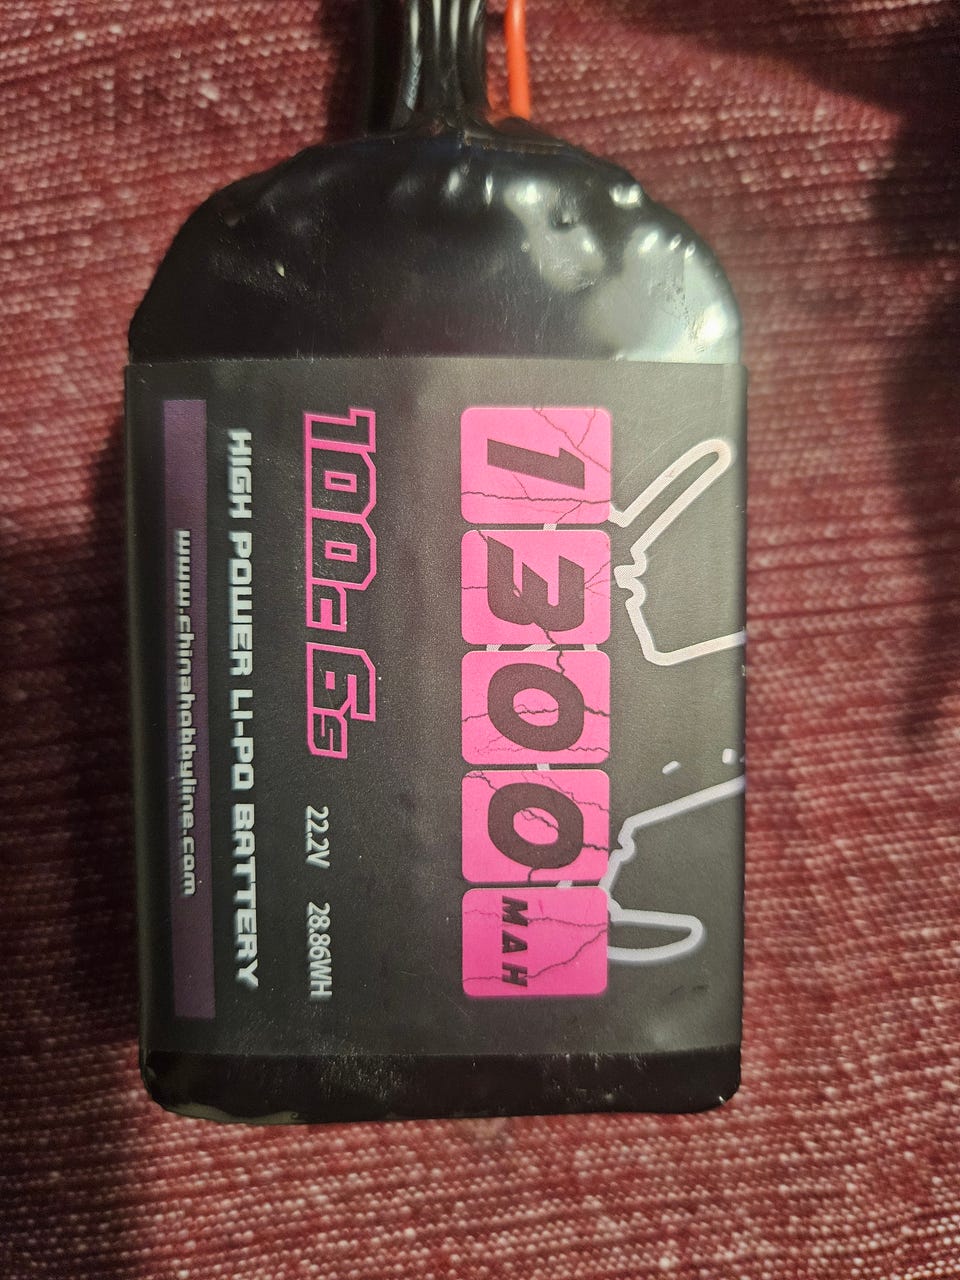 1300 MAH
100c 6s 22.2V 28.86WH
HIGH POWER LI-PO BATTERY
www.chinahobbyline.com